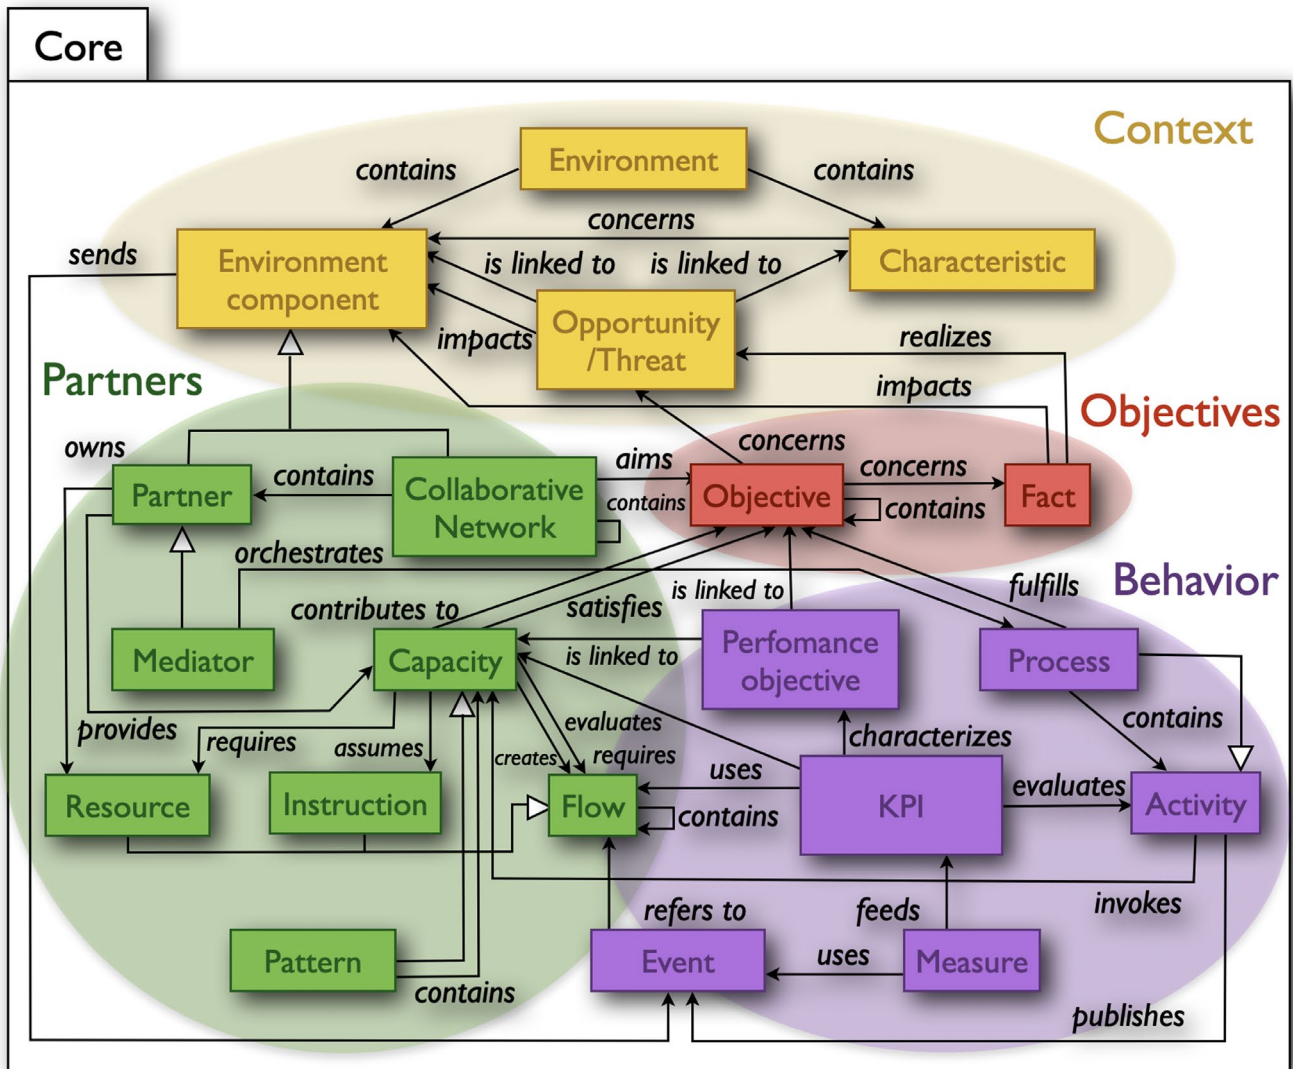 Core
Context
Environment
contains
contains
concerns
sends
Environment
component
is linked to
is linked to
Characteristic
Opportunity
/Threat
impacts
realizes
Partners
impacts
Objectives
owns
concerns
Partner
contains
Collaborative
Network
aims
contains
Objective
concerns
contains
Fact
orchestrates
Behavior
contributes to
satisfies
is linked to
fulfills
Mediator
Capacity
is linked to
Perfomance
objective
Process
provides
requires
assumes
evaluates
creates
requires
characterizes
contains
Resource
Instruction
Flow
uses
contains
KPI
evaluates
Activity
refers to
feeds
invokes
Pattern
contains
Event
uses
Measure
publishes